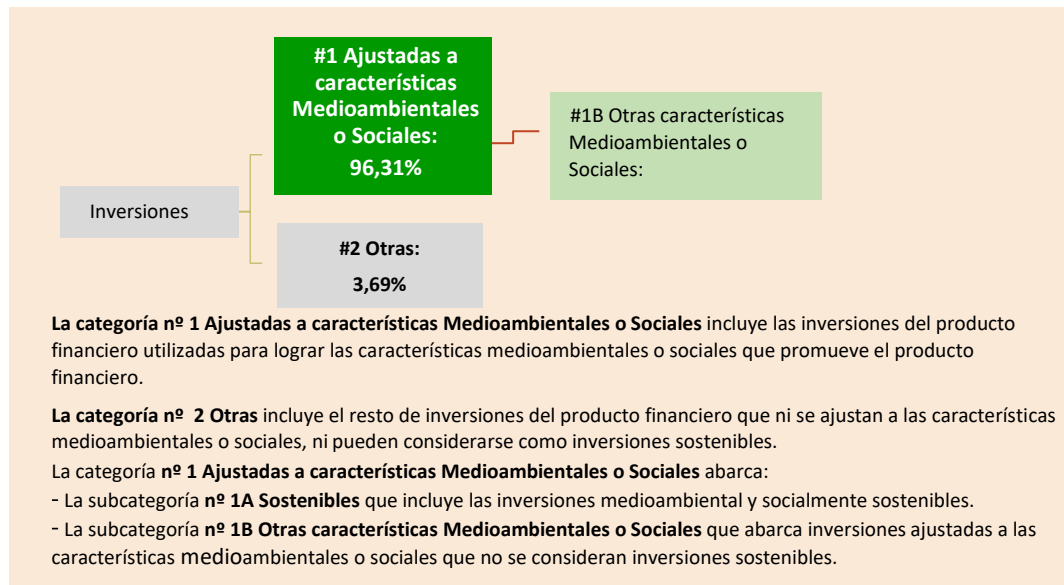 #1 Ajustadas a
características
Medioambientales
o Sociales:
96,31%
#1B Otras características
Medioambientales o
Sociales:
Inversiones
#2 Otras:
3,69%
La categoría nº 1 Ajustadas a características Medioambientales o Sociales incluye las inversiones del producto
financiero utilizadas para lograr las características medioambientales o sociales que promueve el producto
financiero.
La categoría nº 2 Otras incluye el resto de inversiones del producto financiero que ni se ajustan a las características
medioambientales o sociales, ni pueden considerarse como inversiones sostenibles.
La categoría nº 1 Ajustadas a características Medioambientales o Sociales abarca:
- La subcategoría nº 1A Sostenibles que incluye las inversiones medioambiental y socialmente sostenibles.
- La subcategoría nº 1B Otras características Medioambientales o Sociales que abarca inversiones ajustadas a las
características medioambientales o sociales que no se consideran inversiones sostenibles.